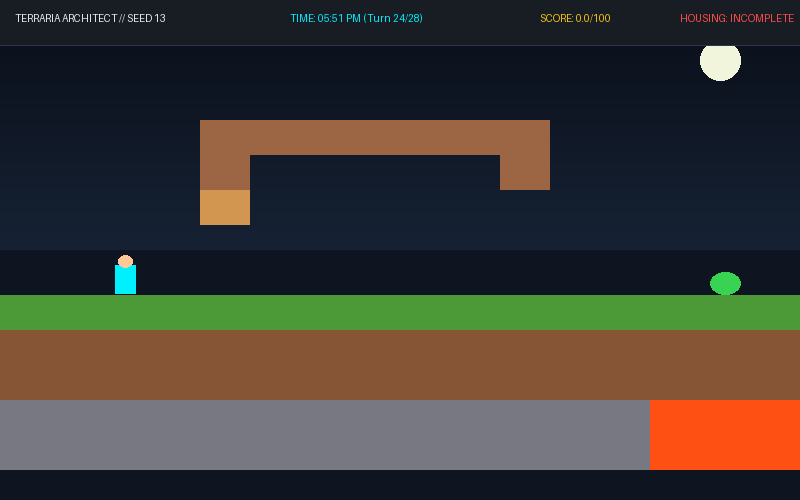 TERRARIA ARCHITECT // SEED 13
TIME: 05:51 PM (Turn 24/28)
SCORE: 0.0/100
HOUSING: INCOMPLETE